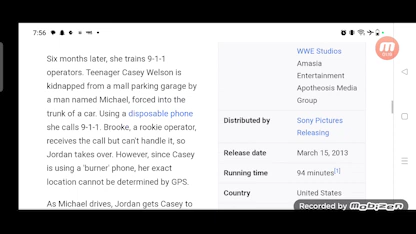 7:56
Six months later, she trains 9-1-1
operators. Teenager Casey Welson is
kidnapped from a mall parking garage by
a man named Michael, forced into the
trunk of a car. Using a disposable phone
she calls 9-1-1. Brooke, a rookie operator,
receives the call but can't handle it, so
Jordan takes over. However, since Casey
is using a 'burner' phone, her exact
location cannot be determined by GPS.
As Michael drives, Jordan gets Casey to
WWE Studios
Amasia
Entertainment
Apotheosis Media
Group
Distributed by
Sony Pictures
Releasing
Release date
March 15, 2013
Running time
94 minutes[1]
Country
United States
Recorded by
Mobizen